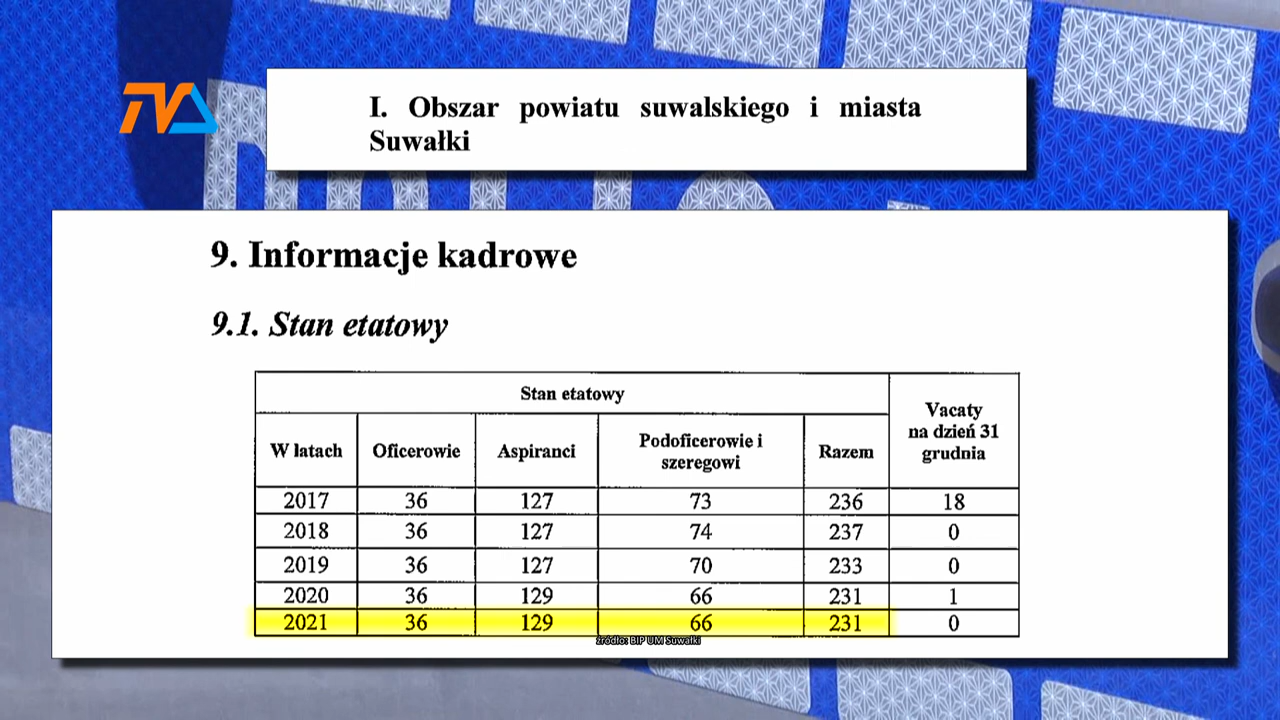 TVA
I. Obszar powiatu suwalskiego i miasta
Suwałki
9. Informacje kadrowe
9.1. Stan etatowy
Stan etatowy
Vacaty
na dzień 31
grudnia
W latach Oficerowie Aspiranci Podoficerowie i
szeregowi Razem
2017 36 127 73 236 18
2018 36 127 74 237 0
2019 36 127 70 233 0
2020 36 129 66 231 1
2021 36 129 66 231 0
źródło: BIP UM Suwałki